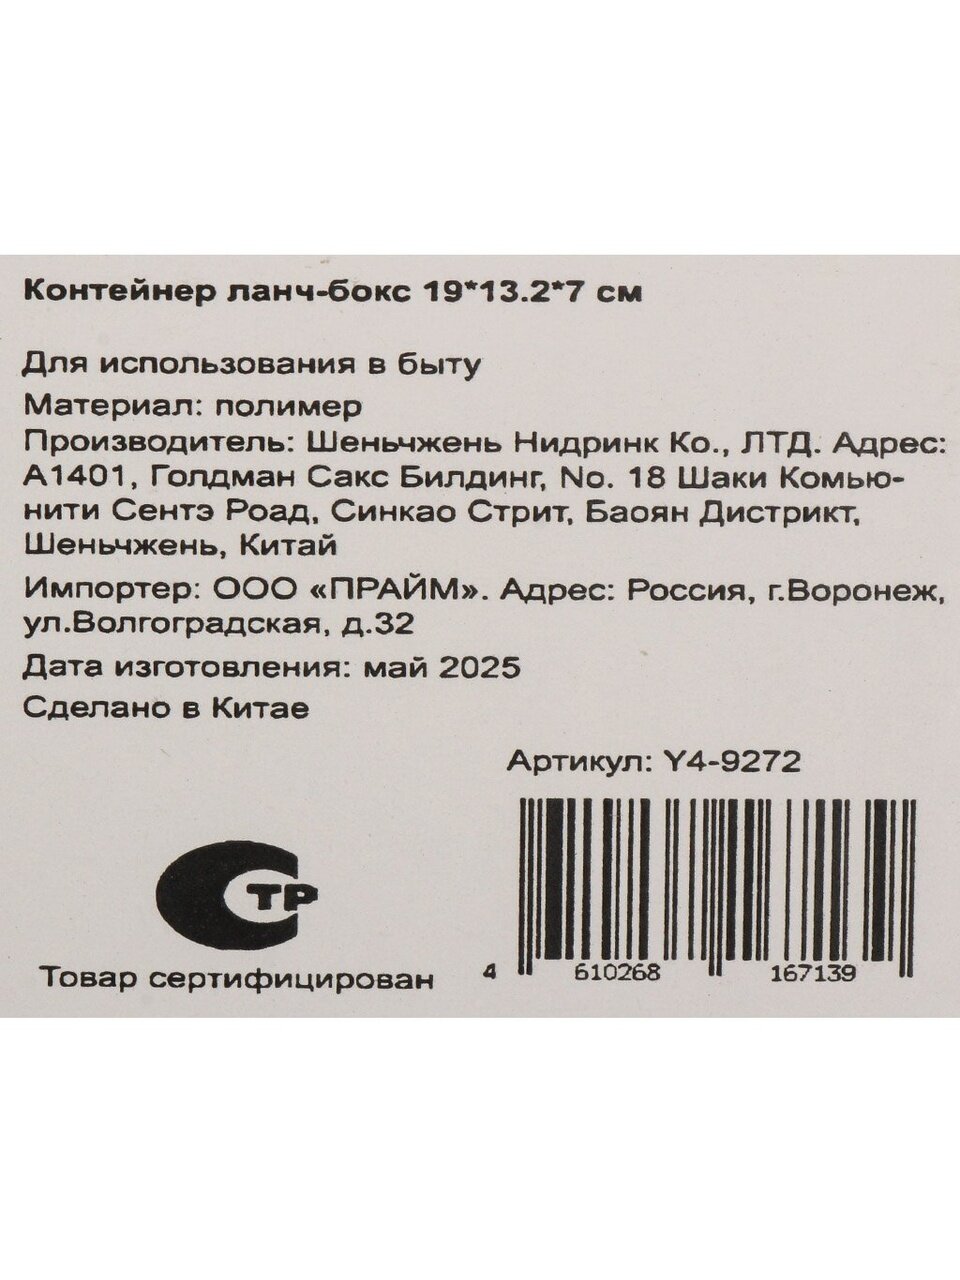 Контейнер ланч-бокс 19*13.2*7 см
Для использования в быту
Материал: полимер
Производитель: Шеньчжень Нидринк Ко., ЛТД. Адрес:
А1401, Голдман Сакс Билдинг, No. 18 Шаки Комью-
нити Сентэ Роад, Синкао Стрит, Баоян Дистрикт,
Шеньчжень, Китай
Импортер: ООО «ПРАЙМ». Адрес: Россия, г.Воронеж,
ул.Волгоградская, д.32
Дата изготовления: май 2025
Сделано в Китае
Артикул: Y4-9272
СТР
Товар сертифицирован
4 610268 167139